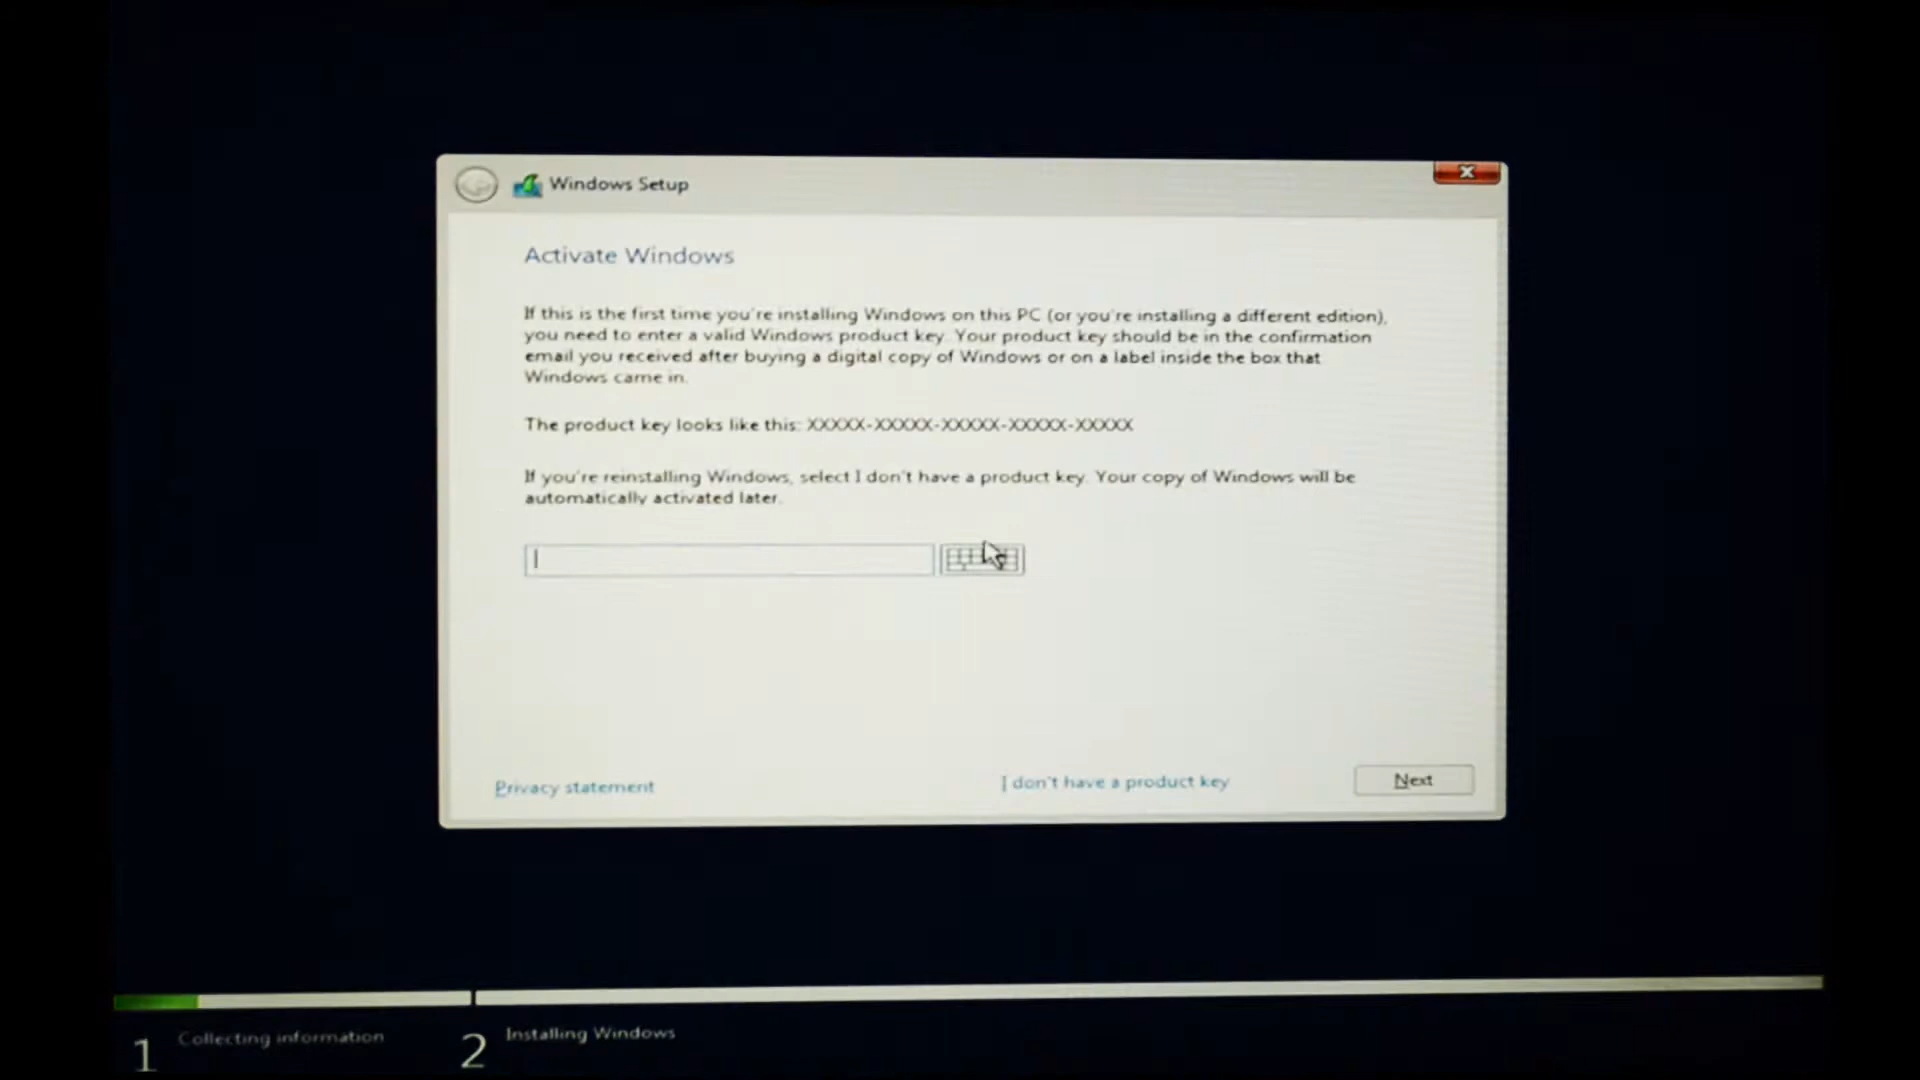 Windows Setup
Activate Windows
If this is the first time you're installing Windows on this PC (or you're installing a different edition),
you need to enter a valid Windows product key. Your product key should be in the confirmation
email you received after buying a digital copy of Windows or on a label inside the box that
Windows came in.
The product key looks like this: XXXXX-XXXXX-XXXXX-XXXXX-XXXXX
If you're reinstalling Windows, select I don't have a product key. Your copy of Windows will be
automatically activated later.
Privacy statement
I don't have a product key
Next
1 Collecting information
2 Installing Windows